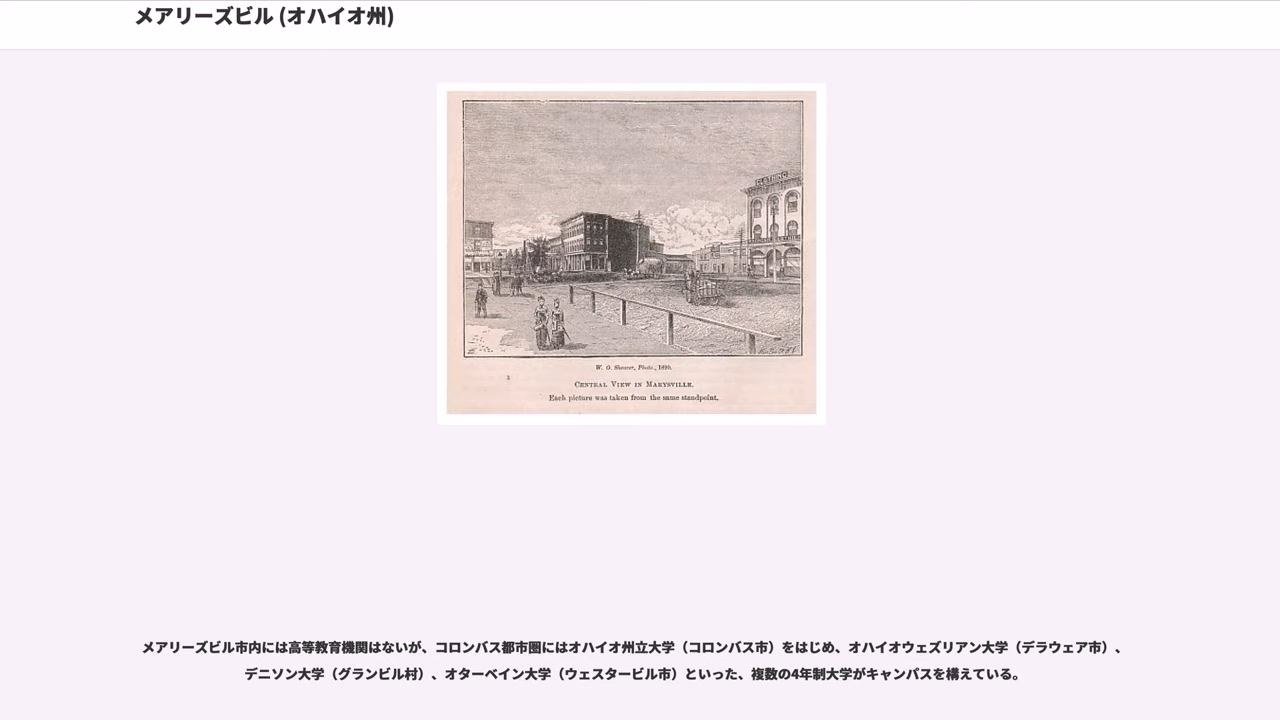 メアリーズビル (オハイオ州)
CLOTHING
W. O. Shearer, Photo., 1890.
CENTRAL VIEW IN MARYSVILLE.
Each picture was taken from the same standpoint.
メアリーズビル市内には高等教育機関はないが、コロンバス都市圏にはオハイオ州立大学（コロンバス市）をはじめ、オハイオウェズリアン大学（デラウェア市）、
デニソン大学（グランビル村）、オターベイン大学（ウェスタービル市）といった、複数の4年制大学がキャンパスを構えている。